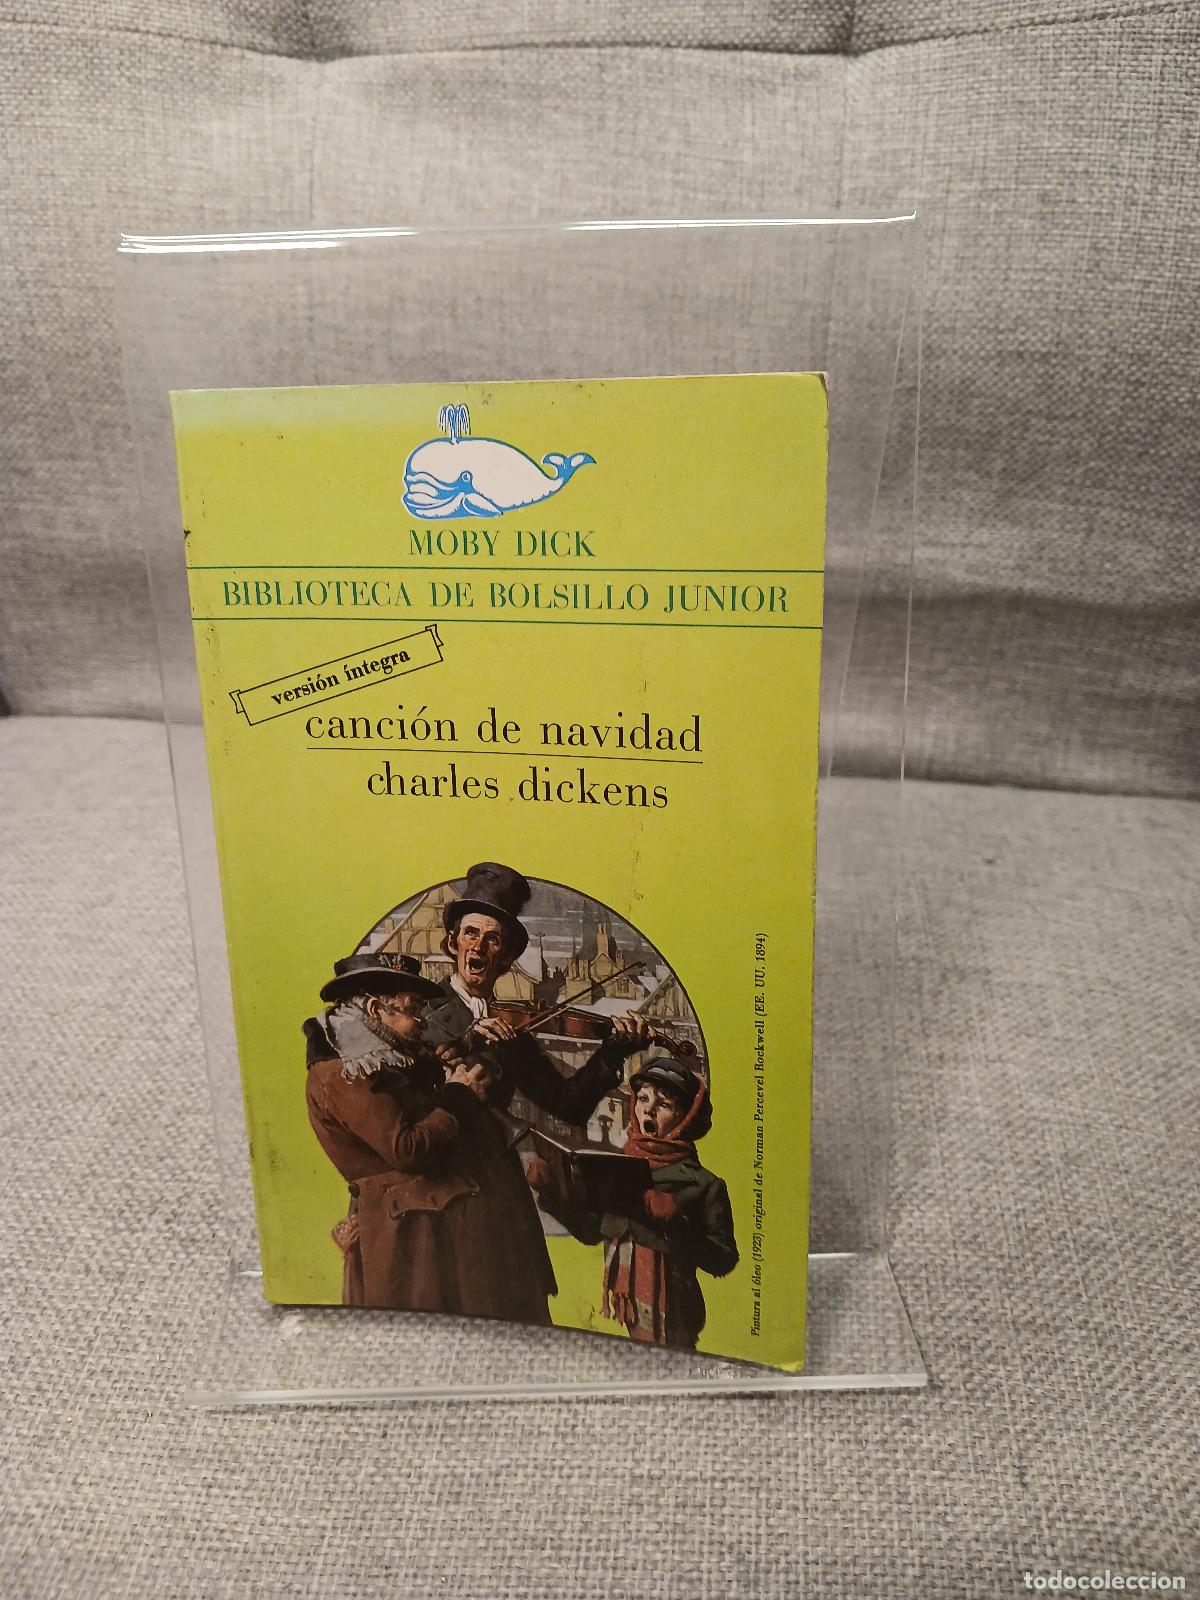 MOBY DICK
BIBLIOTECA DE BOLSILLO JUNIOR
versión íntegra
canción de navidad
charles dickens
Pintura al óleo (1923) original de Norman Percevel Rockwell (EE. UU. 1894)
todocoleccion